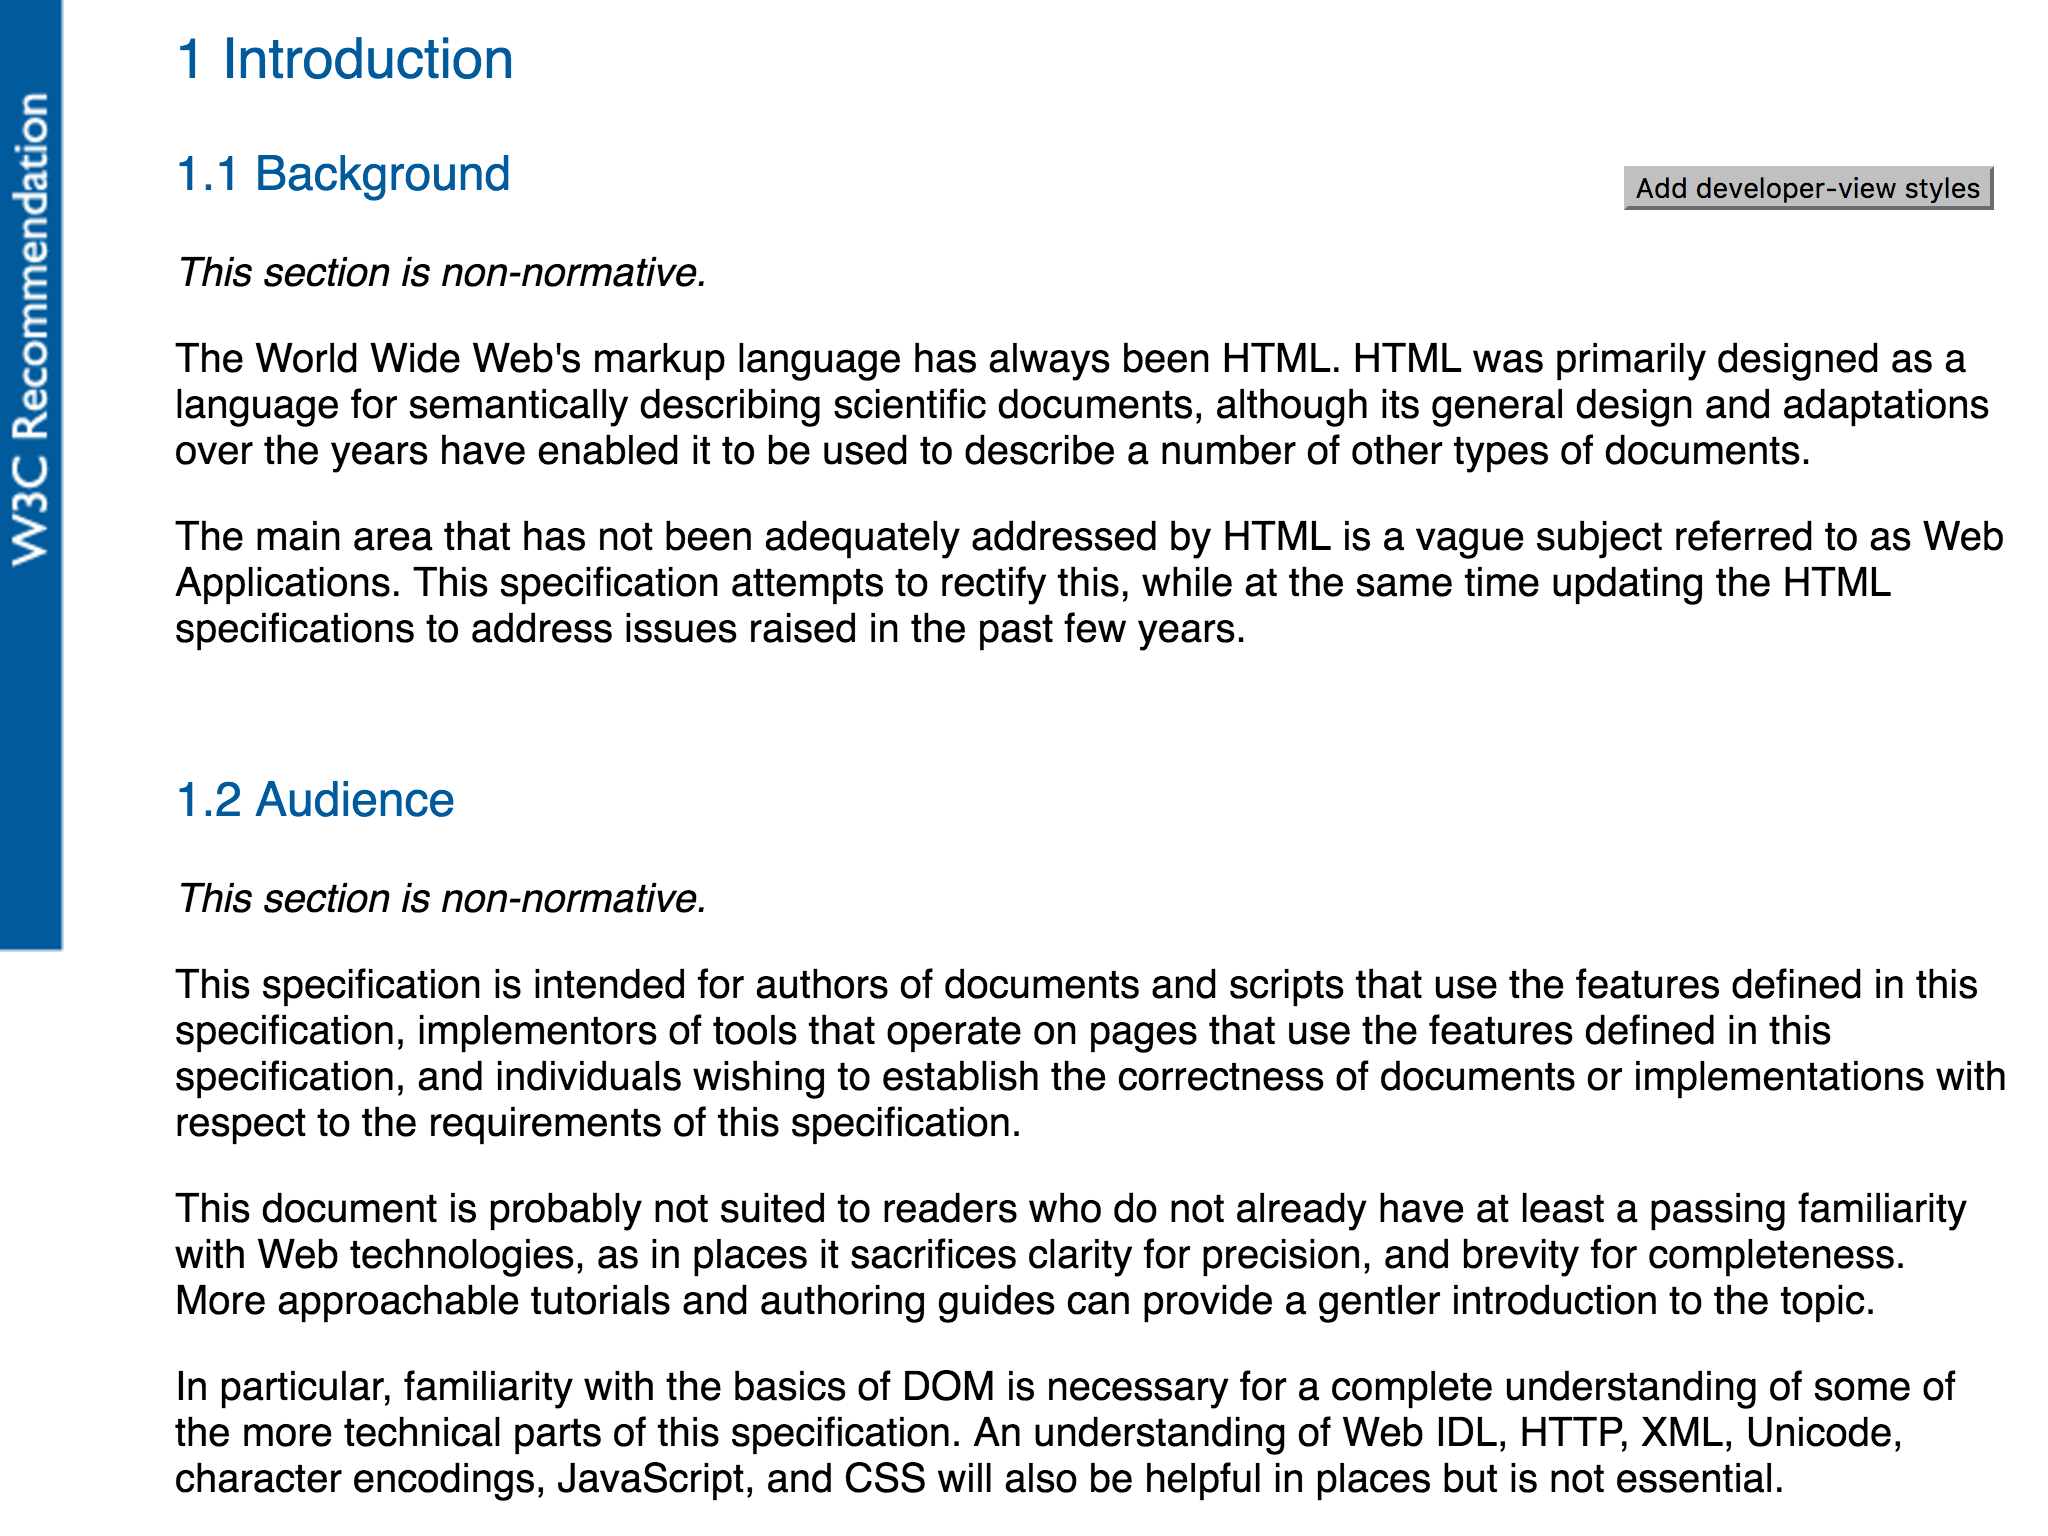 W3C Recommendation
1 Introduction
1.1 Background
Add developer-view styles
This section is non-normative.
The World Wide Web's markup language has always been HTML. HTML was primarily designed as a
language for semantically describing scientific documents, although its general design and adaptations
over the years have enabled it to be used to describe a number of other types of documents.
The main area that has not been adequately addressed by HTML is a vague subject referred to as Web
Applications. This specification attempts to rectify this, while at the same time updating the HTML
specifications to address issues raised in the past few years.
1.2 Audience
This section is non-normative.
This specification is intended for authors of documents and scripts that use the features defined in this
specification, implementors of tools that operate on pages that use the features defined in this
specification, and individuals wishing to establish the correctness of documents or implementations with
respect to the requirements of this specification.
This document is probably not suited to readers who do not already have at least a passing familiarity
with Web technologies, as in places it sacrifices clarity for precision, and brevity for completeness.
More approachable tutorials and authoring guides can provide a gentler introduction to the topic.
In particular, familiarity with the basics of DOM is necessary for a complete understanding of some of
the more technical parts of this specification. An understanding of Web IDL, HTTP, XML, Unicode,
character encodings, JavaScript, and CSS will also be helpful in places but is not essential.